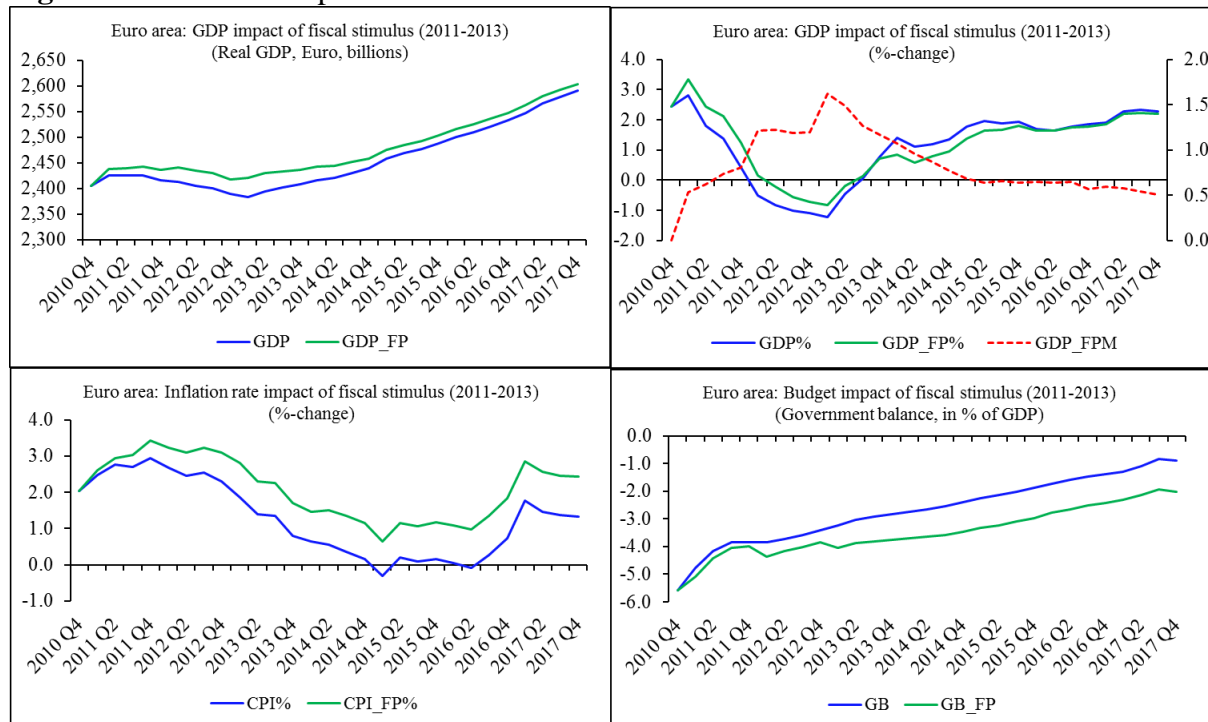 Euro area: GDP impact of fiscal stimulus (2011-2013)
(Real GDP, Euro, billions)
2,650
2,600
2,550
2,500
2,450
2,400
2,350
2,300
2010 Q4
2011 Q2
2011 Q4
2012 Q2
2012 Q4
2013 Q2
2013 Q4
2014 Q2
2014 Q4
2015 Q2
2015 Q4
2016 Q2
2016 Q4
2017 Q2
2017 Q4
GDP GDP_FP
Euro area: GDP impact of fiscal stimulus (2011-2013)
(%-change)
4.0
3.0
2.0
1.0
0.0
-1.0
-2.0
2.0
1.5
1.0
0.5
0.0
2010 Q4
2011 Q2
2011 Q4
2012 Q2
2012 Q4
2013 Q2
2013 Q4
2014 Q2
2014 Q4
2015 Q2
2015 Q4
2016 Q2
2016 Q4
2017 Q2
2017 Q4
GDP% GDP_FP% GDP_FPM
Euro area: Inflation rate impact of fiscal stimulus (2011-2013)
(%-change)
4.0
3.0
2.0
1.0
0.0
-1.0
2010 Q4
2011 Q2
2011 Q4
2012 Q2
2012 Q4
2013 Q2
2013 Q4
2014 Q2
2014 Q4
2015 Q2
2015 Q4
2016 Q2
2016 Q4
2017 Q2
2017 Q4
CPI% CPI_FP%
Euro area: Budget impact of fiscal stimulus (2011-2013)
(Government balance, in % of GDP)
0.0
-1.0
-2.0
-3.0
-4.0
-5.0
-6.0
2010 Q4
2011 Q2
2011 Q4
2012 Q2
2012 Q4
2013 Q2
2013 Q4
2014 Q2
2014 Q4
2015 Q2
2015 Q4
2016 Q2
2016 Q4
2017 Q2
2017 Q4
GB GB_FP